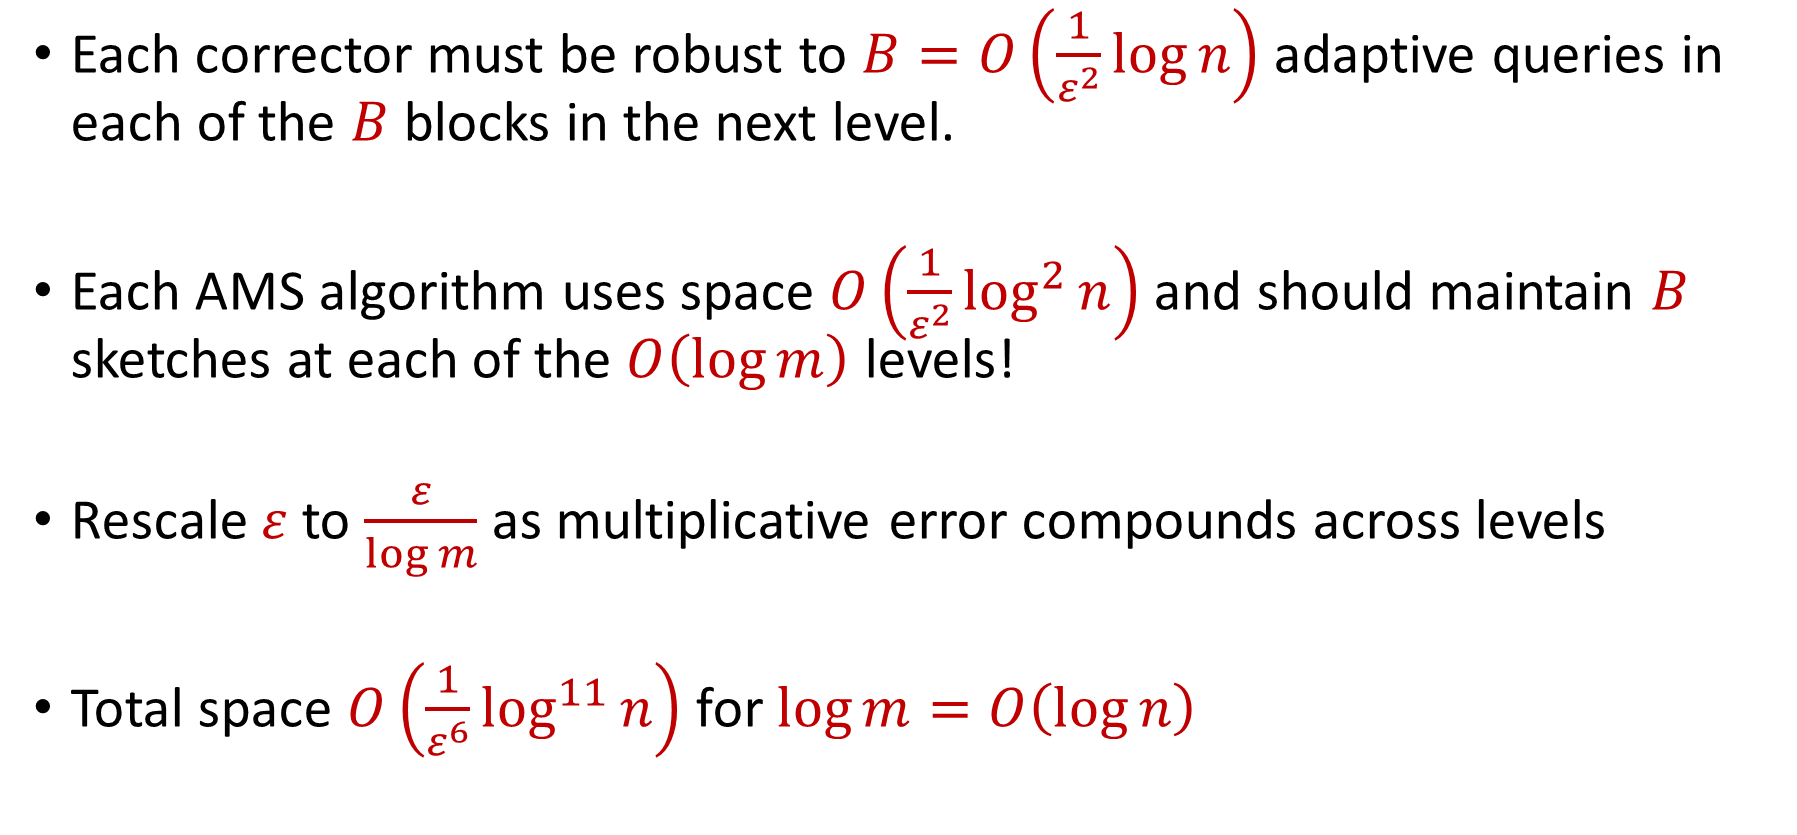 • Each corrector must be robust to B = O(1/ε² log n) adaptive queries in
each of the B blocks in the next level.
• Each AMS algorithm uses space O(1/ε² log² n) and should maintain B
sketches at each of the O(log m) levels!
• Rescale ε to ε/log m as multiplicative error compounds across levels
• Total space O(1/ε⁶ log¹¹ n) for log m = O(log n)